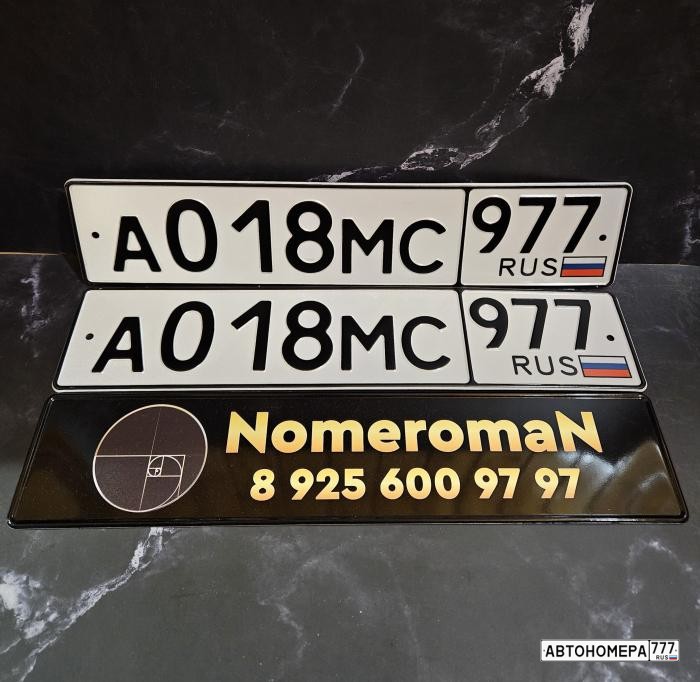 А018МС 977
RUS
А018МС 977
RUS
NomeromaN
8 925 600 97 97
АВТОНОМЕРА 777
RUS